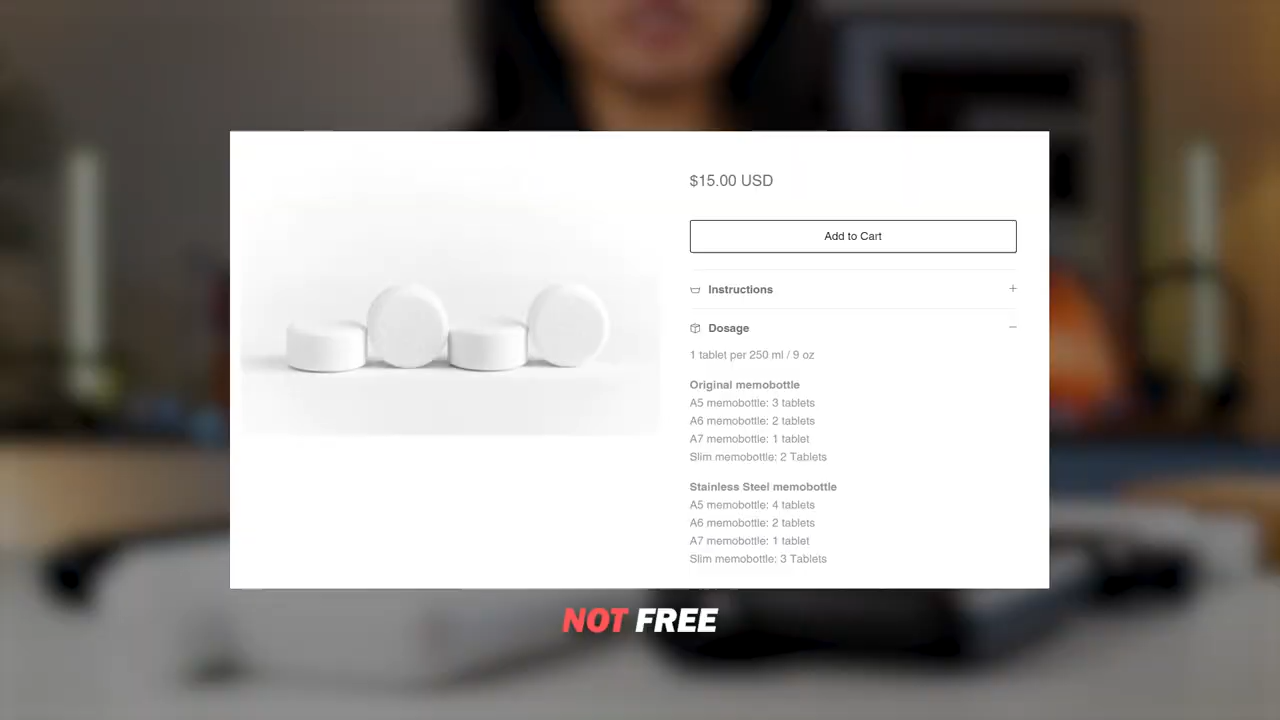 $15.00 USD
Add to Cart
Instructions
Dosage
1 tablet per 250 ml / 9 oz
Original memobottle
A5 memobottle: 3 tablets
A6 memobottle: 2 tablets
A7 memobottle: 1 tablet
Slim memobottle: 2 Tablets
Stainless Steel memobottle
A5 memobottle: 4 tablets
A6 memobottle: 2 tablets
A7 memobottle: 1 tablet
Slim memobottle: 3 Tablets
NOT FREE